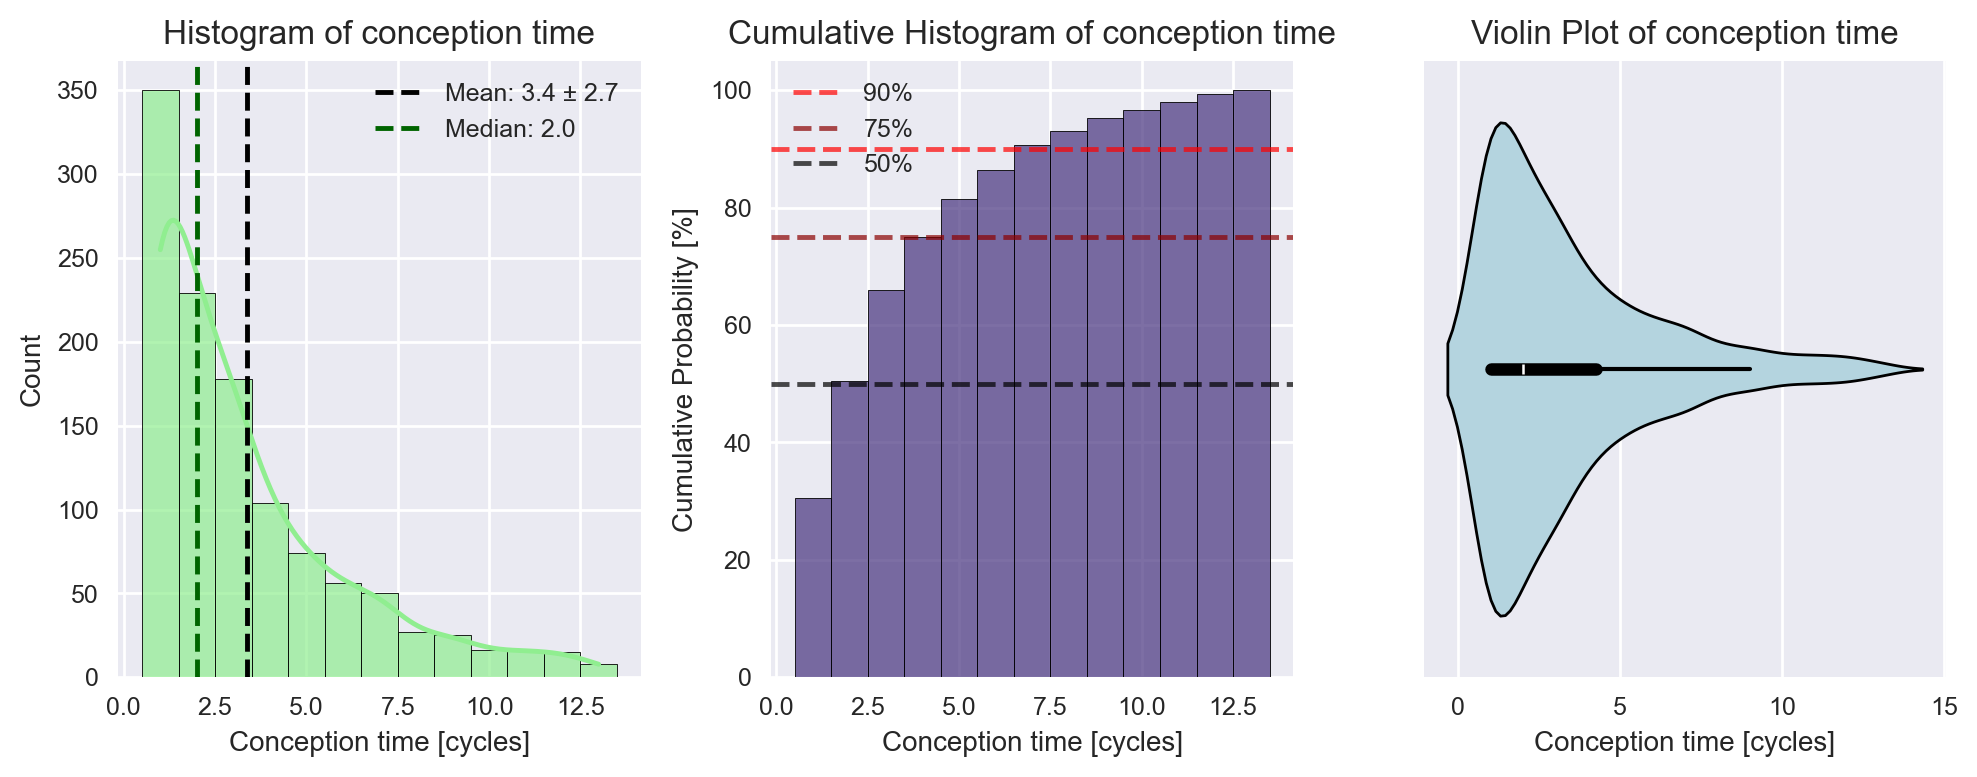 Histogram of conception time
Count
350
300
250
200
150
100
50
0
Mean: 3.4 ± 2.7
Median: 2.0
0.0 2.5 5.0 7.5 10.0 12.5
Conception time [cycles]
Cumulative Histogram of conception time
Cumulative Probability [%]
100
80
60
40
20
0
90%
75%
50%
0.0 2.5 5.0 7.5 10.0 12.5
Conception time [cycles]
Violin Plot of conception time
0 5 10 15
Conception time [cycles]